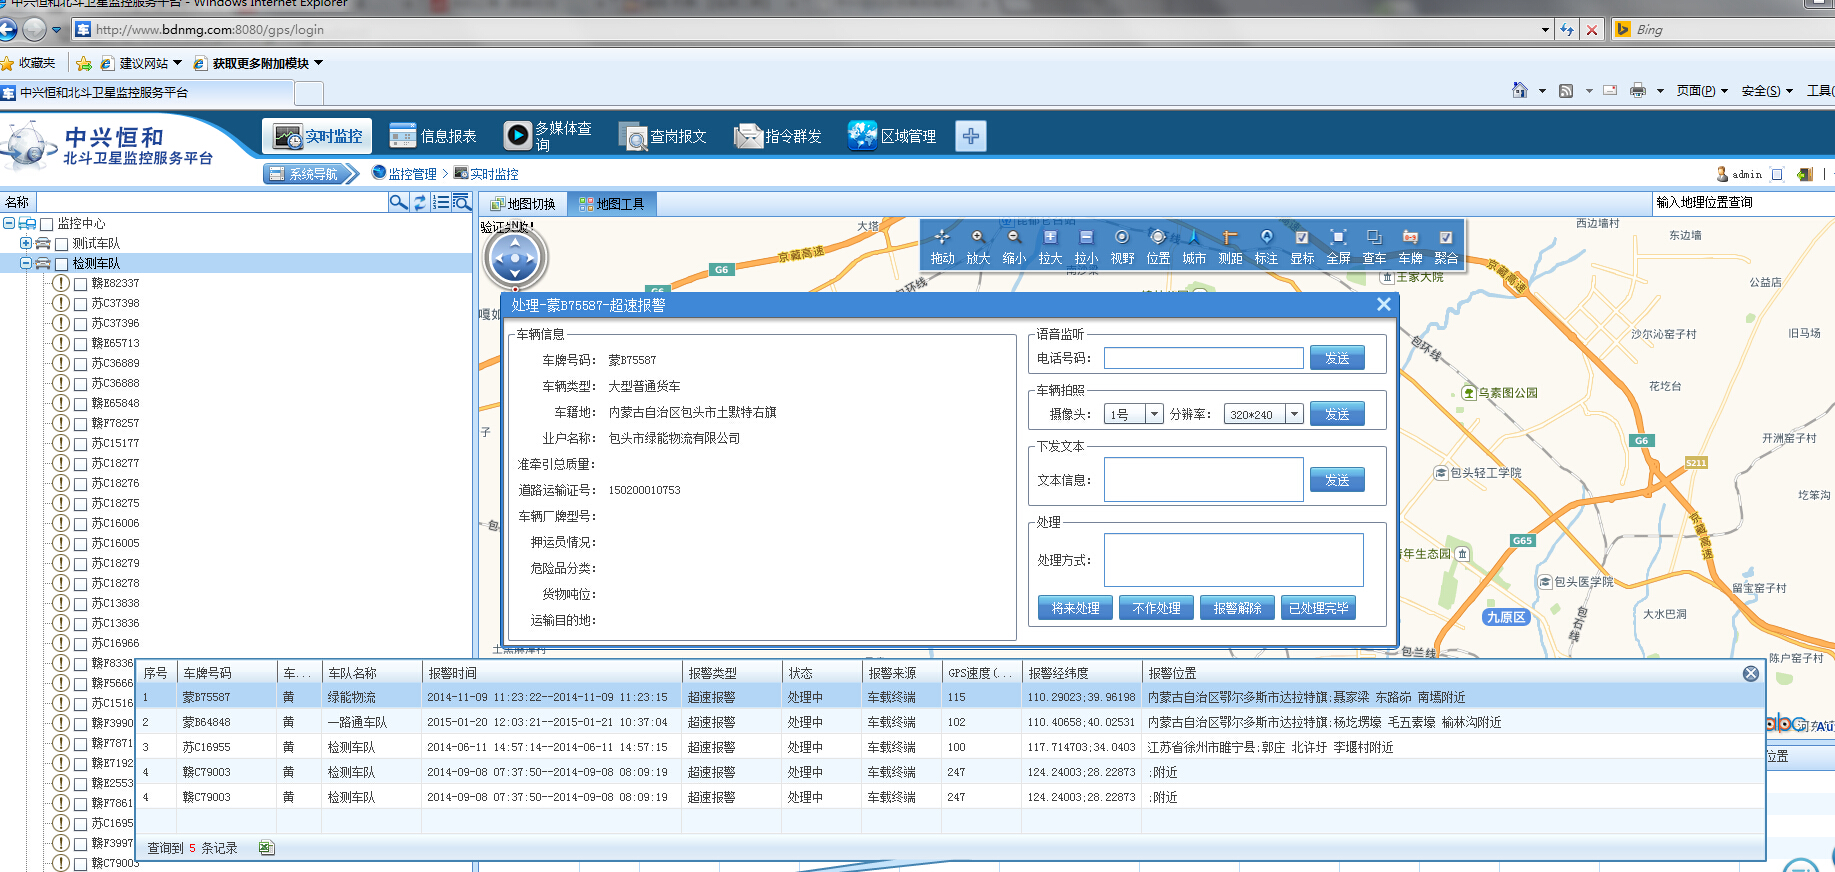 中兴恒和北斗卫星监控服务平台 - Windows Internet Explorer
http://www.bdnmg.com:8080/gps/login
Bing
收藏夹
建议网站
获取更多附加模块
中兴恒和北斗卫星监控服务平台
页面(P)
安全(S)
工具(
中兴恒和
北斗卫星监控服务平台
实时监控
信息报表
多媒体查询
查岗报文
指令群发
区域管理
系统导航
监控管理 > 实时监控
admin
名称
地图切换
地图工具
输入地理位置查询
监控中心
测试车队
检测车队
赣E82337
苏C37398
苏C37396
赣E65713
苏C36889
苏C36888
赣E65848
赣F78257
苏C15177
苏C18277
苏C18276
苏C18275
苏C16006
苏C16005
苏C18279
苏C18278
苏C13838
苏C13836
苏C16966
赣F8336
赣F5666
苏C1516
赣F3990
赣F7871
赣E7192
赣E2553
赣F7861
苏C1695
赣F3997
赣C79003
拖动 放大 缩小 拉大 拉小 视野 位置 城市 测距 标注 显标 全屏 查车 车牌 聚合
大塔
京藏高速
G6
G6
包环线
王家大院
西边墙村
东边墙
京藏高速
公益店
沙尔沁窑子村
旧马场
包环线
乌素图公园
花圪台
G6
开洲窑子村
S211
包头轻工学院
圪笨沟
京藏高速
G65
青年生态园
包头医学院
留宝窑子村
九原区
包石线
大水巴洞
包兰线
陈户窑子村
子
处理-蒙B75587-超速报警
车辆信息
车牌号码: 蒙B75587
车辆类型: 大型普通货车
车籍地: 内蒙古自治区包头市土默特右旗
业户名称: 包头市绿能物流有限公司
准牵引总质量:
道路运输证号: 150200010753
车辆厂牌型号:
押运员情况:
危险品分类:
货物吨位:
运输目的地:
语音监听
电话号码:
发送
车辆拍照
摄像头: 1号 分辨率: 320*240 发送
下发文本
文本信息:
发送
处理
处理方式:
将来处理 不作处理 报警解除 已处理完毕
序号 车牌号码 车... 车队名称 报警时间 报警类型 状态 报警来源 GPS速度(... 报警经纬度 报警位置
1 蒙B75587 黄 绿能物流 2014-11-09 11:23:22--2014-11-09 11:23:15 超速报警 处理中 车载终端 115 110.29023;39.96198 内蒙古自治区鄂尔多斯市达拉特旗;聂家梁 东路峁 南墕附近
2 蒙B64848 黄 一路通车队 2015-01-20 12:03:21--2015-01-21 10:37:04 超速报警 处理中 车载终端 102 110.40658;40.02531 内蒙古自治区鄂尔多斯市达拉特旗;杨圪塄壕 毛五素壕 榆林沟附近
3 苏C16955 黄 检测车队 2014-06-11 14:57:14--2014-06-11 14:57:15 超速报警 处理中 车载终端 100 117.714703;34.0403 江苏省徐州市睢宁县;郭庄 北许圩 李堰村附近
4 赣C79003 黄 检测车队 2014-09-08 07:37:50--2014-09-08 08:09:19 超速报警 处理中 车载终端 247 124.24003;28.22873 ;附近
4 赣C79003 黄 检测车队 2014-09-08 07:37:50--2014-09-08 08:09:19 超速报警 处理中 车载终端 247 124.24003;28.22873 ;附近
查询到 5 条记录
abc
位置